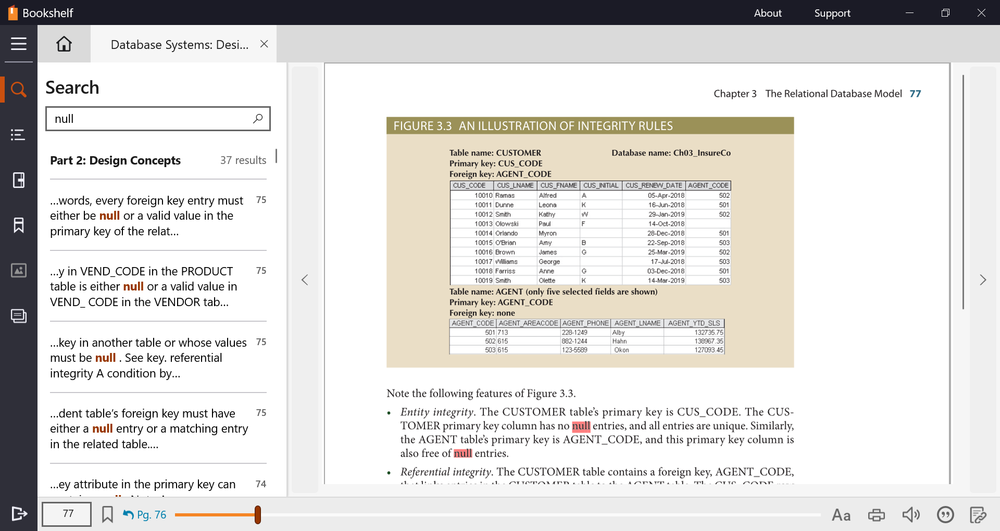 Bookshelf
About Support
Database Systems: Desi...
Search
null
Part 2: Design Concepts 37 results
...words, every foreign key entry must 75
either be null or a valid value in the
primary key of the relat...
...y in VEND_CODE in the PRODUCT 75
table is either null or a valid value in
VEND_ CODE in the VENDOR tab...
...key in another table or whose values 75
must be null . See key. referential
integrity A condition by...
...dent table’s foreign key must have 75
either a null entry or a matching entry
in the related table....
...ey attribute in the primary key can 74
Chapter 3 The Relational Database Model 77
FIGURE 3.3 AN ILLUSTRATION OF INTEGRITY RULES
Table name: CUSTOMER Database name: Ch03_InsureCo
Primary key: CUS_CODE
Foreign key: AGENT_CODE
CUS_CODE CUS_LNAME CUS_FNAME CUS_INITIAL CUS_RENEW_DATE AGENT_CODE
10010 Ramas Alfred A 05-Apr-2018 502
10011 Dunne Leona K 16-Jun-2018 501
10012 Smith Kathy W 29-Jan-2019 502
10013 Olowski Paul F 14-Oct-2018
10014 Orlando Myron 28-Dec-2018 501
10015 O'Brian Amy B 22-Sep-2018 503
10016 Brown James G 25-Mar-2019 502
10017 Williams George 17-Jul-2018 503
10018 Farriss Anne G 03-Dec-2018 501
10019 Smith Olette K 14-Mar-2019 503
Table name: AGENT (only five selected fields are shown)
Primary key: AGENT_CODE
Foreign key: none
AGENT_CODE AGENT_AREACODE AGENT_PHONE AGENT_LNAME AGENT_YTD_SLS
501 713 228-1249 Alby 132735.75
502 615 882-1244 Hahn 138967.35
503 615 123-5589 Okon 127093.45
Note the following features of Figure 3.3.
• Entity integrity. The CUSTOMER table’s primary key is CUS_CODE. The CUS-
TOMER primary key column has no null entries, and all entries are unique. Similarly,
the AGENT table’s primary key is AGENT_CODE, and this primary key column is
also free of null entries.
• Referential integrity. The CUSTOMER table contains a foreign key, AGENT_CODE,
77 Pg. 76 Aa